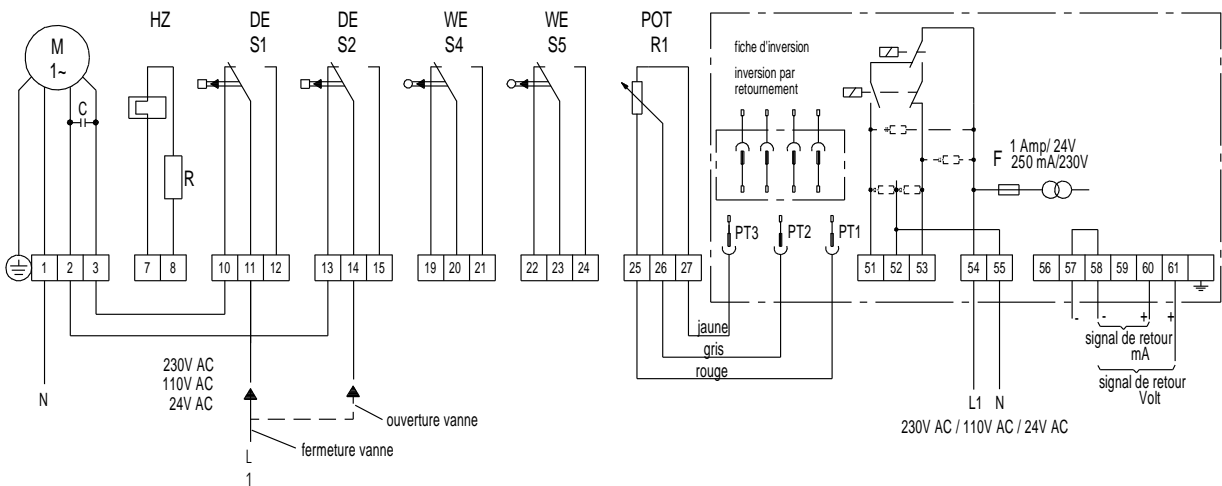 HZ
DE
DE
WE
WE
POT
S1
S2
S4
S5
R1
M
1~
C
R
fiche d'inversion
inversion par
retournement
F
1 Amp/ 24V
250 mA/230V
PT3
PT2
PT1
1 2 3
7 8
10 11 12
13 14 15
19 20 21
22 23 24
25 26 27
51 52 53
54 55
56 57 58 59 60 61
- - + +
signal de retour
mA
signal de retour
Volt
jaune
gris
rouge
230V AC
110V AC
24V AC
N
ouverture vanne
fermeture vanne
L
1
L1 N
230V AC / 110V AC / 24V AC